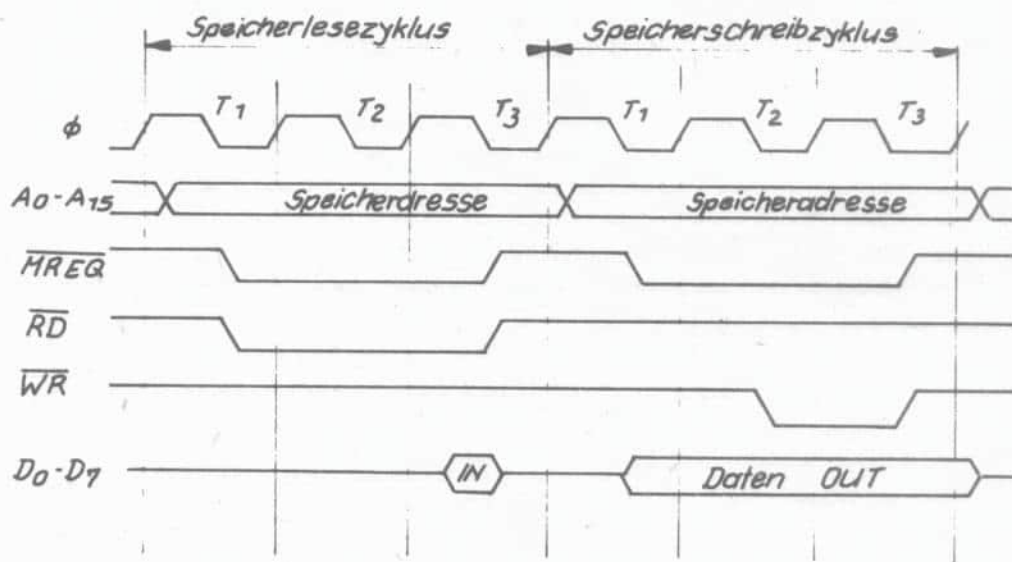 Speicherlesezyklus Speicherschreibzyklus
ϕ T1 T2 T3 T1 T2 T3
A0-A15 Speicherdresse Speicheradresse
MREQ
RD
WR
D0-D7 IN Daten OUT